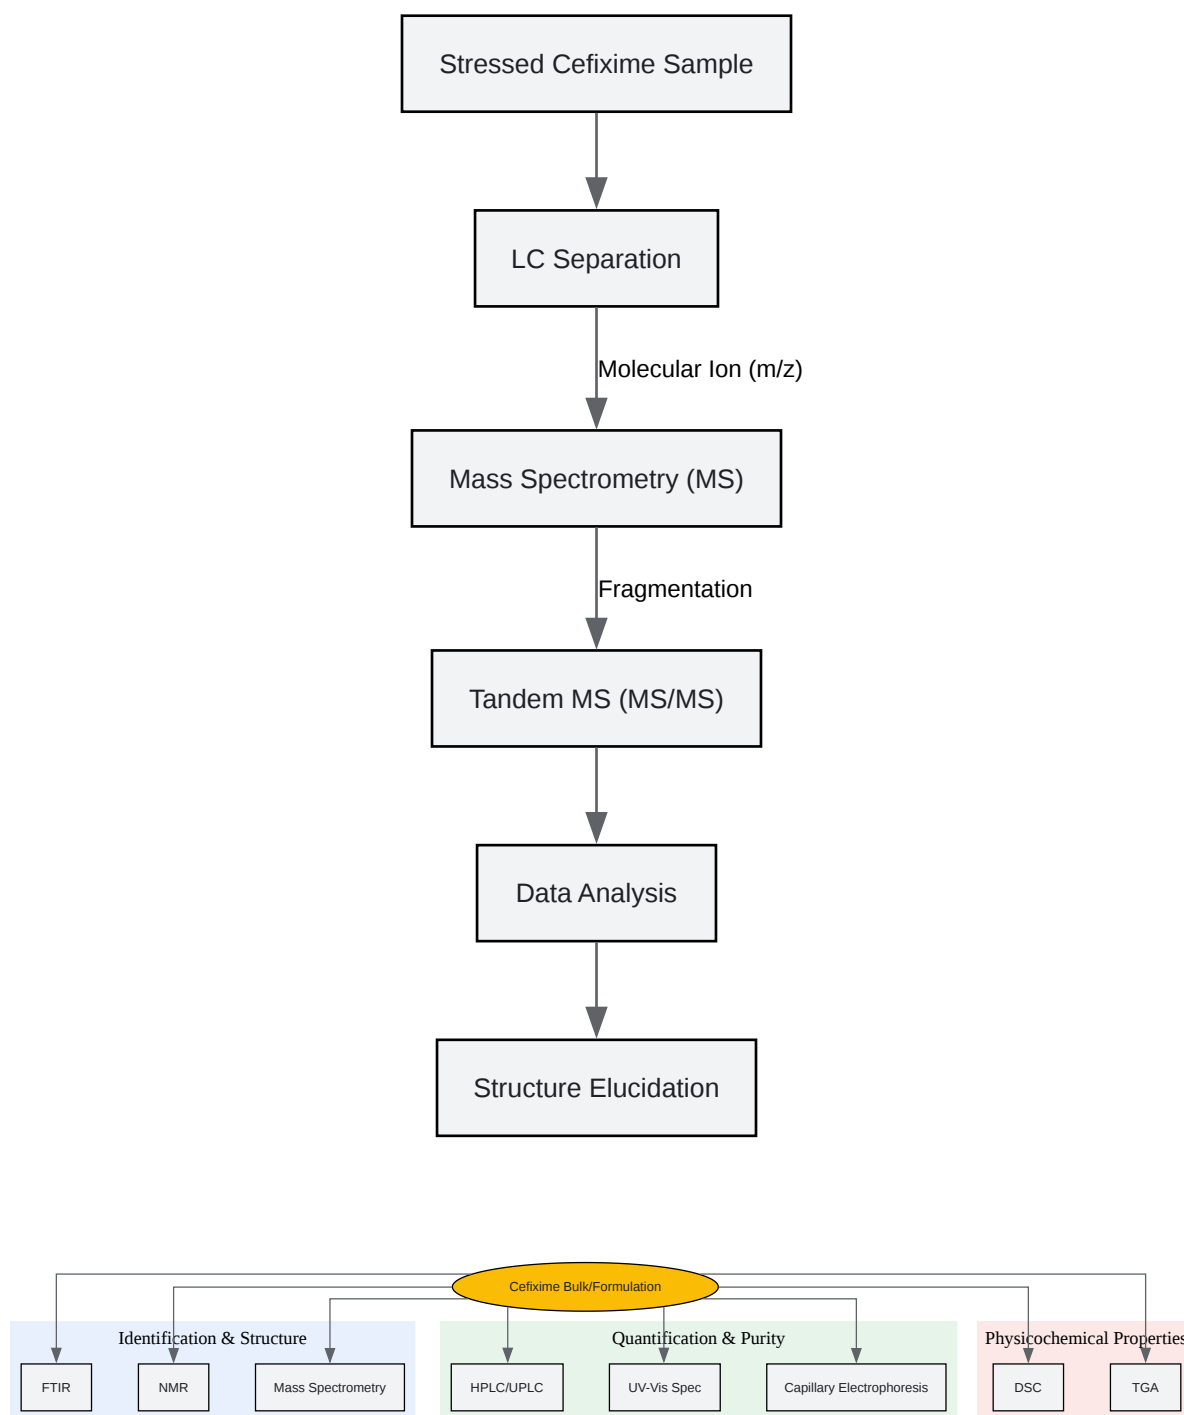 Stressed Cefixime Sample
LC Separation
Molecular Ion (m/z)
Mass Spectrometry (MS)
Fragmentation
Tandem MS (MS/MS)
Data Analysis
Structure Elucidation
Cefixime Bulk/Formulation
Identification & Structure
Quantification & Purity
Physicochemical Properties
FTIR
NMR
Mass Spectrometry
HPLC/UPLC
UV-Vis Spec
Capillary Electrophoresis
DSC
TGA